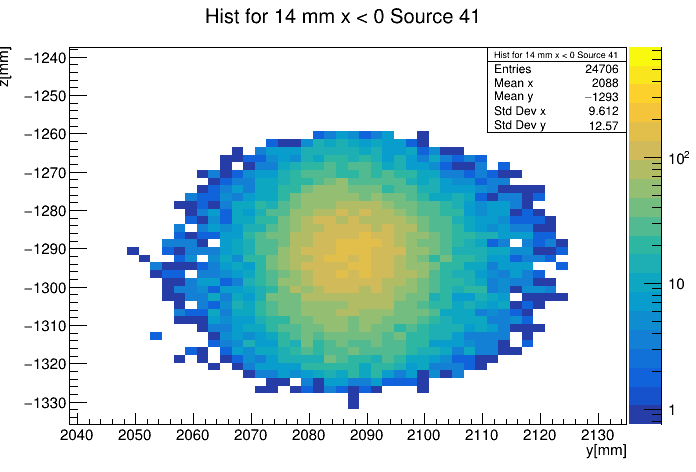 Hist for 14 mm x < 0 Source 41
z[mm]
Hist for 14 mm x < 0 Source 41
Entries 24706
Mean x 2088
Mean y −1293
Std Dev x 9.612
Std Dev y 12.57
−1240
−1250
−1260
−1270
−1280
−1290
−1300
−1310
−1320
−1330
10²
10
1
2040 2050 2060 2070 2080 2090 2100 2110 2120 2130
y[mm]